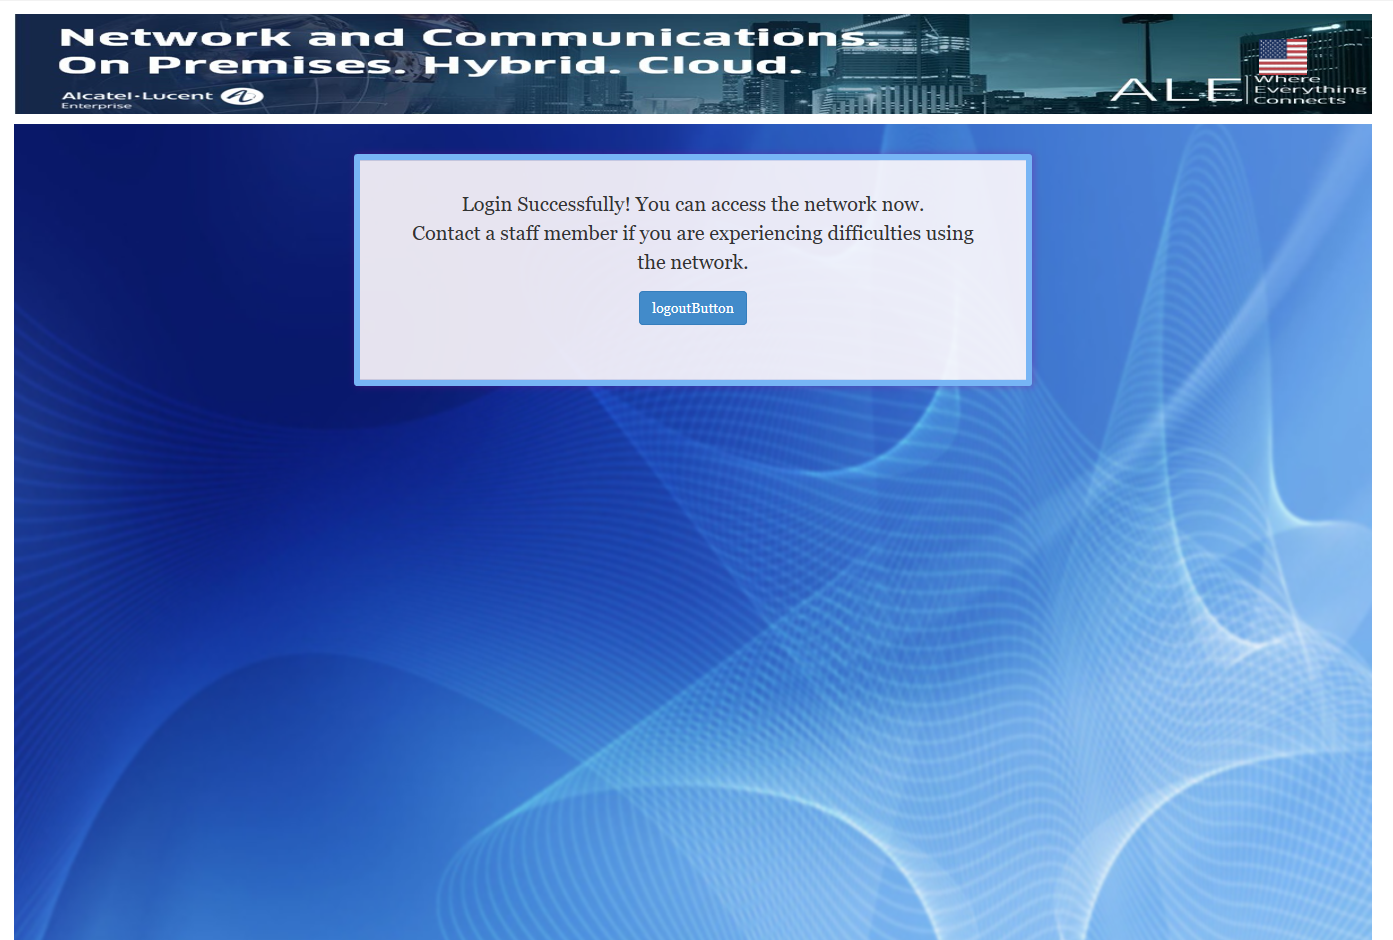 Network and Communications.
On Premises. Hybrid. Cloud.
Alcatel-Lucent
Enterprise
ALE
Where
Everything
Connects
Login Successfully! You can access the network now.
Contact a staff member if you are experiencing difficulties using
the network.
logoutButton